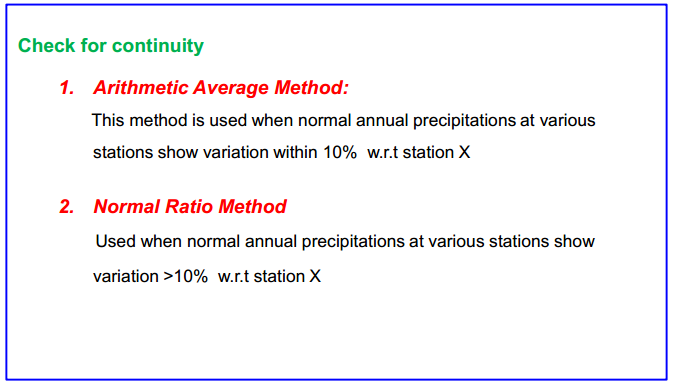 Check for continuity
1. Arithmetic Average Method:
This method is used when normal annual precipitations at various
stations show variation within 10% w.r.t station X
2. Normal Ratio Method
Used when normal annual precipitations at various stations show
variation >10% w.r.t station X